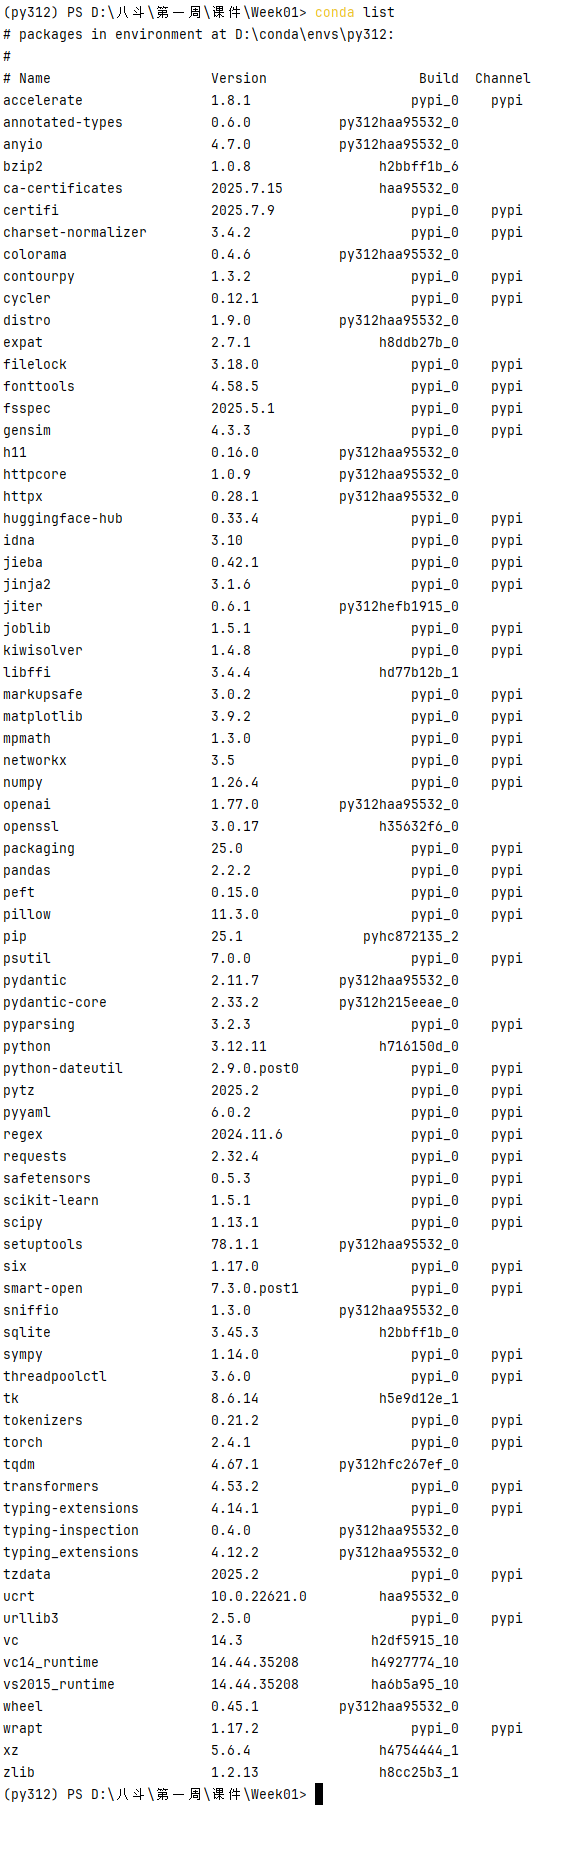 (py312) PS D:\八斗\第一周\课件\Week01> conda list
# packages in environment at D:\conda\envs\py312:
#
# Name                    Version                   Build  Channel
accelerate                1.8.1                    pypi_0    pypi
annotated-types           0.6.0           py312haa95532_0
anyio                     4.7.0           py312haa95532_0
bzip2                     1.0.8                h2bbff1b_6
ca-certificates           2025.7.15            haa95532_0
certifi                   2025.7.9                 pypi_0    pypi
charset-normalizer        3.4.2                    pypi_0    pypi
colorama                  0.4.6           py312haa95532_0
contourpy                 1.3.2                    pypi_0    pypi
cycler                    0.12.1                   pypi_0    pypi
distro                    1.9.0           py312haa95532_0
expat                     2.7.1                h8ddb27b_0
filelock                  3.18.0                   pypi_0    pypi
fonttools                 4.58.5                   pypi_0    pypi
fsspec                    2025.5.1                 pypi_0    pypi
gensim                    4.3.3                    pypi_0    pypi
h11                       0.16.0          py312haa95532_0
httpcore                  1.0.9           py312haa95532_0
httpx                     0.28.1          py312haa95532_0
huggingface-hub           0.33.4                   pypi_0    pypi
idna                      3.10                     pypi_0    pypi
jieba                     0.42.1                   pypi_0    pypi
jinja2                    3.1.6                    pypi_0    pypi
jiter                     0.6.1           py312hefb1915_0
joblib                    1.5.1                    pypi_0    pypi
kiwisolver                1.4.8                    pypi_0    pypi
libffi                    3.4.4                hd77b12b_1
markupsafe                3.0.2                    pypi_0    pypi
matplotlib                3.9.2                    pypi_0    pypi
mpmath                    1.3.0                    pypi_0    pypi
networkx                  3.5                      pypi_0    pypi
numpy                     1.26.4                   pypi_0    pypi
openai                    1.77.0          py312haa95532_0
openssl                   3.0.17               h35632f6_0
packaging                 25.0                     pypi_0    pypi
pandas                    2.2.2                    pypi_0    pypi
peft                      0.15.0                   pypi_0    pypi
pillow                    11.3.0                   pypi_0    pypi
pip                       25.1               pyhc872135_2
psutil                    7.0.0                    pypi_0    pypi
pydantic                  2.11.7          py312haa95532_0
pydantic-core             2.33.2          py312h215eeae_0
pyparsing                 3.2.3                    pypi_0    pypi
python                    3.12.11              h716150d_0
python-dateutil           2.9.0.post0              pypi_0    pypi
pytz                      2025.2                   pypi_0    pypi
pyyaml                    6.0.2                    pypi_0    pypi
regex                     2024.11.6                pypi_0    pypi
requests                  2.32.4                   pypi_0    pypi
safetensors               0.5.3                    pypi_0    pypi
scikit-learn              1.5.1                    pypi_0    pypi
scipy                     1.13.1                   pypi_0    pypi
setuptools                78.1.1          py312haa95532_0
six                       1.17.0                   pypi_0    pypi
smart-open                7.3.0.post1              pypi_0    pypi
sniffio                   1.3.0           py312haa95532_0
sqlite                    3.45.3               h2bbff1b_0
sympy                     1.14.0                   pypi_0    pypi
threadpoolctl             3.6.0                    pypi_0    pypi
tk                        8.6.14               h5e9d12e_1
tokenizers                0.21.2                   pypi_0    pypi
torch                     2.4.1                    pypi_0    pypi
tqdm                      4.67.1          py312hfc267ef_0
transformers              4.53.2                   pypi_0    pypi
typing-extensions         4.14.1                   pypi_0    pypi
typing-inspection         0.4.0           py312haa95532_0
typing_extensions         4.12.2          py312haa95532_0
tzdata                    2025.2                   pypi_0    pypi
ucrt                      10.0.22621.0         haa95532_0
urllib3                   2.5.0                    pypi_0    pypi
vc                        14.3                h2df5915_10
vc14_runtime              14.44.35208         h4927774_10
vs2015_runtime            14.44.35208         ha6b5a95_10
wheel                     0.45.1          py312haa95532_0
wrapt                     1.17.2                   pypi_0    pypi
xz                        5.6.4                h4754444_1
zlib                      1.2.13               h8cc25b3_1
(py312) PS D:\八斗\第一周\课件\Week01>